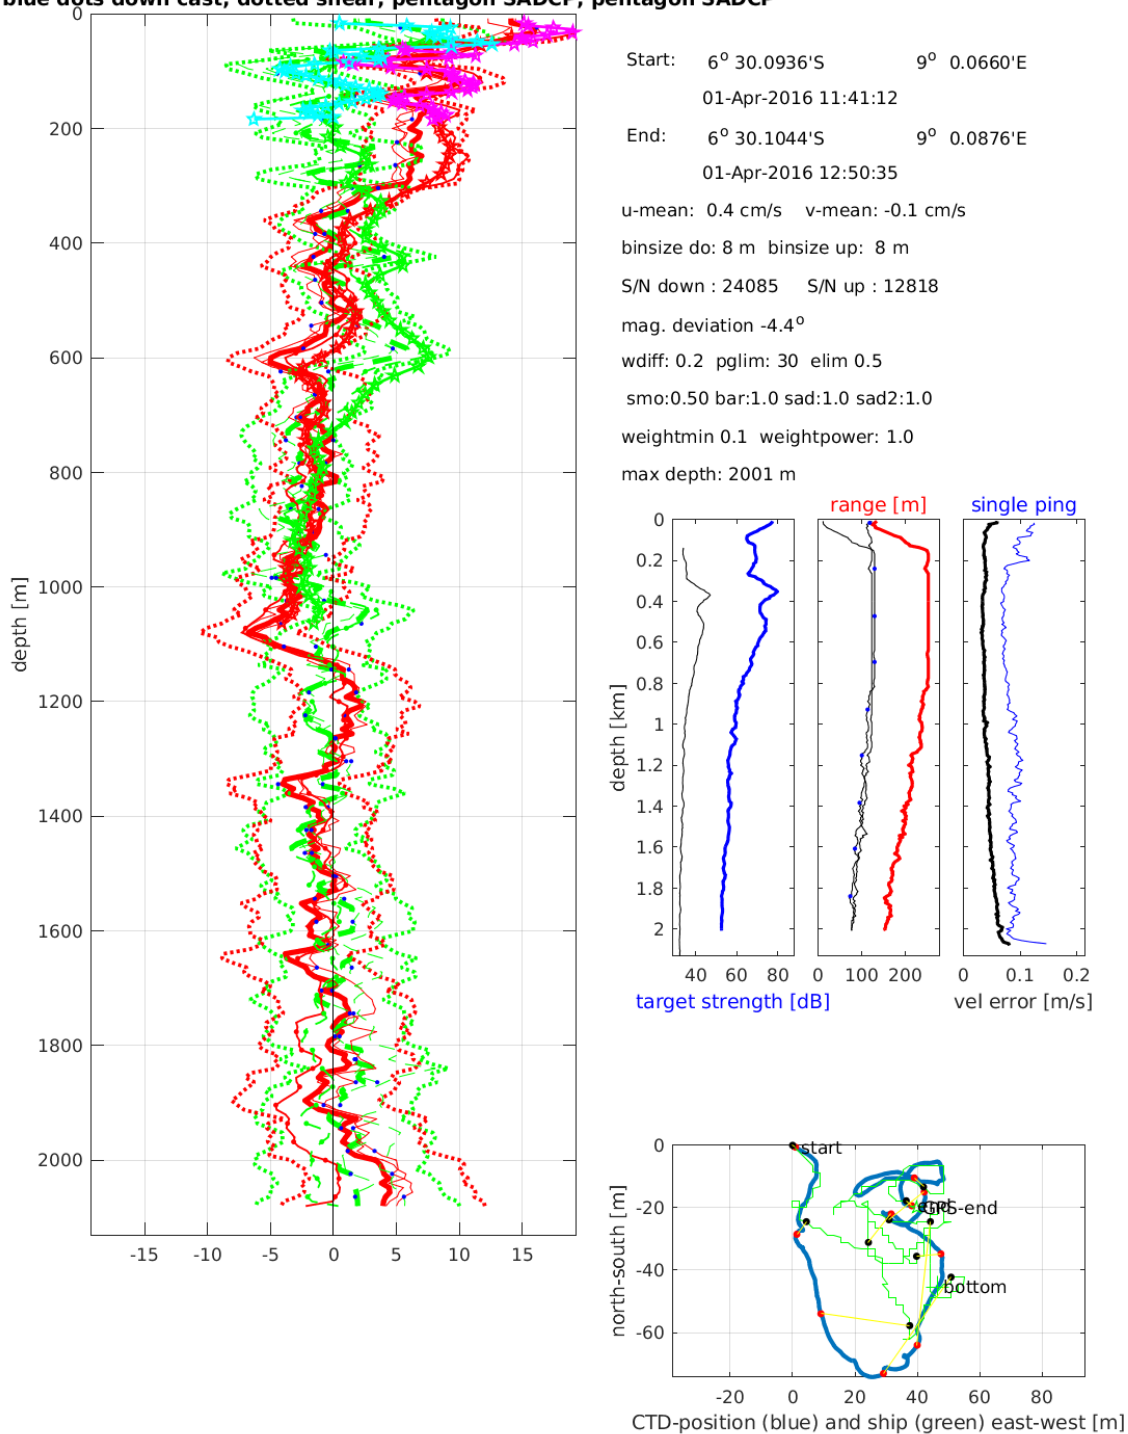 blue dots down cast; dotted shear; pentagon SADCP; pentagon SADCP
0
200
400
600
800
1000
1200
1400
1600
1800
2000
depth [m]
-15
-10
-5
0
5
10
15
Start: 6o 30.0936'S 9o 0.0660'E
01-Apr-2016 11:41:12
End: 6o 30.1044'S 9o 0.0876'E
01-Apr-2016 12:50:35
u-mean: 0.4 cm/s v-mean: -0.1 cm/s
binsize do: 8 m binsize up: 8 m
S/N down : 24085 S/N up : 12818
mag. deviation -4.4o
wdiff: 0.2 pglim: 30 elim 0.5
smo:0.50 bar:1.0 sad:1.0 sad2:1.0
weightmin 0.1 weightpower: 1.0
max depth: 2001 m
range [m]
single ping
0
0.2
0.4
0.6
0.8
1
1.2
1.4
1.6
1.8
2
depth [km]
40 60 80
0 100 200
0 0.1 0.2
target strength [dB]
vel error [m/s]
0
-20
-40
-60
north-south [m]
start
GPS-end
bottom
-20 0 20 40 60 80
CTD-position (blue) and ship (green) east-west [m]